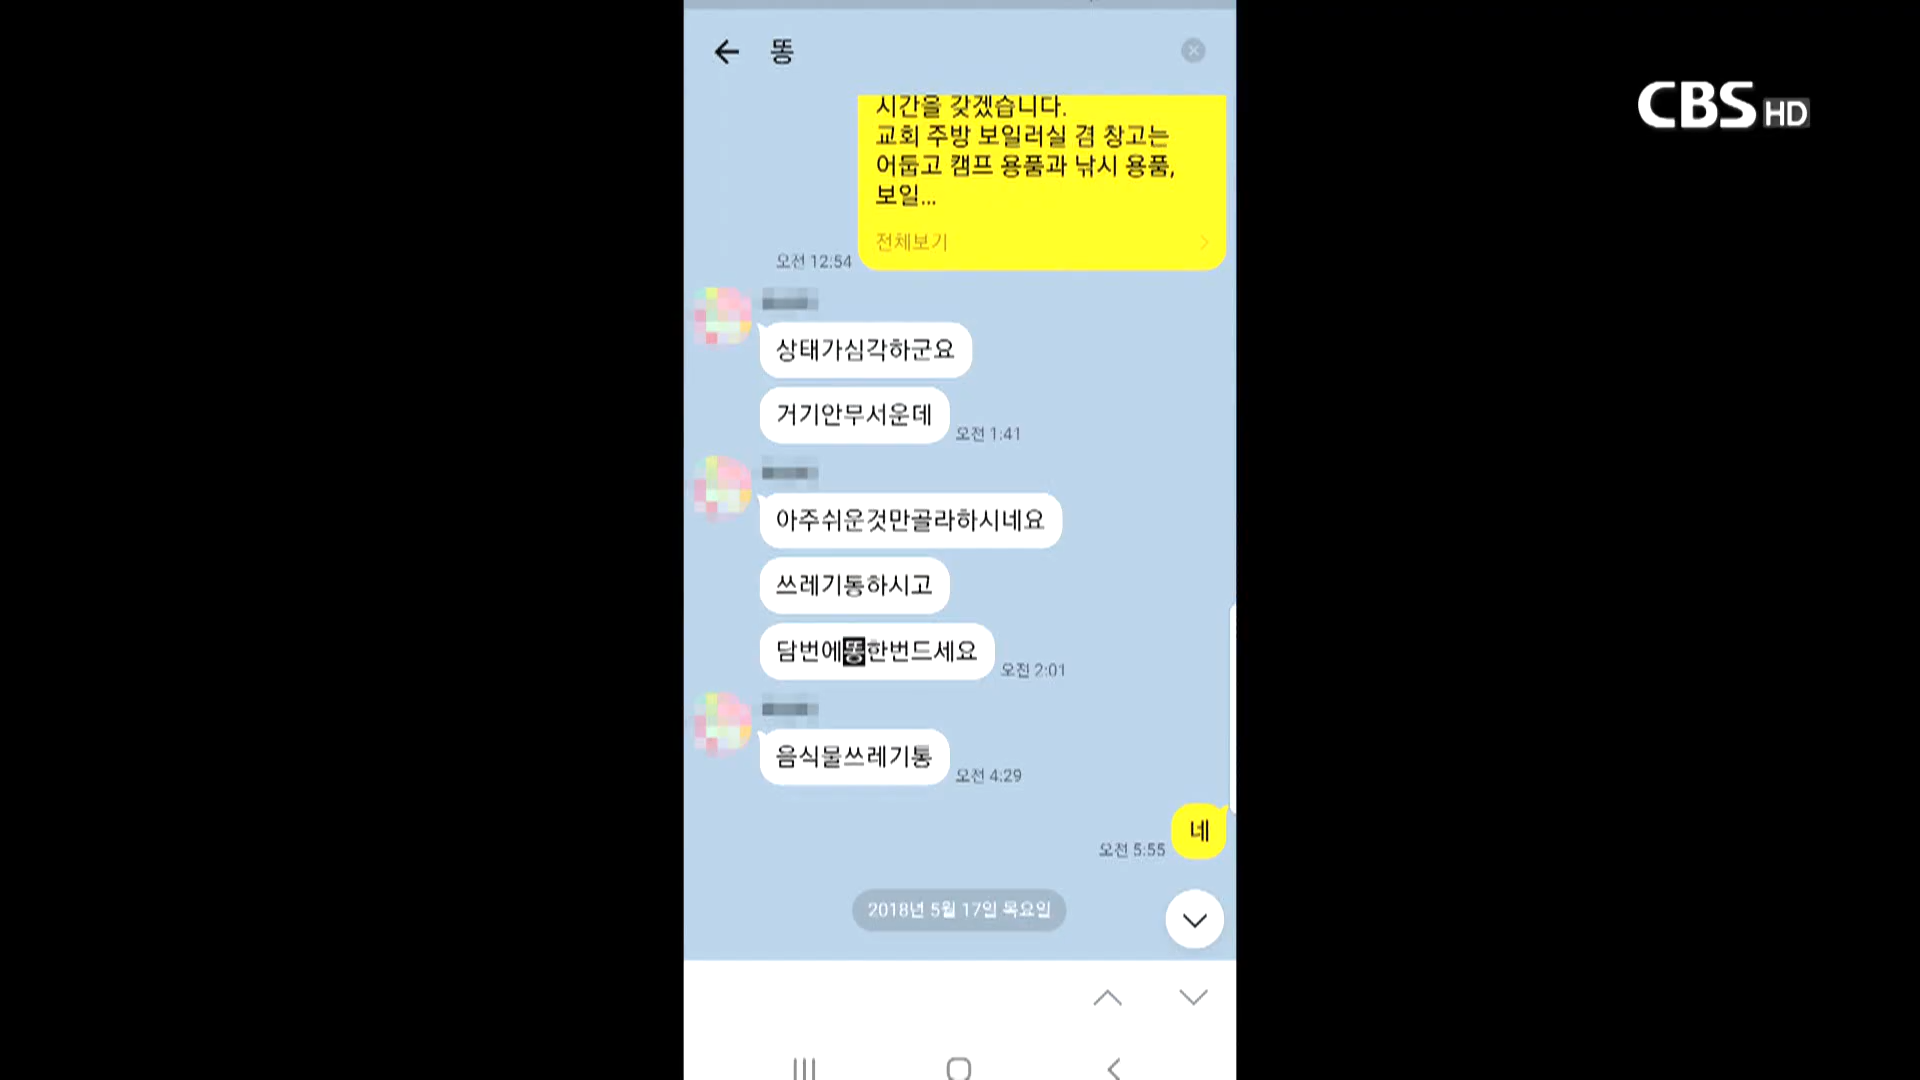 똥
CBS HD
시간을 갖겠습니다.
교회 주방 보일러실 겸 창고는
어둡고 캠프 용품과 낚시 용품,
보일...
전체보기
오전 12:54
상태가심각하군요
거기안무서운데
오전 1:41
아주쉬운것만골라하시네요
쓰레기통하시고
담번에똥한번드세요
오전 2:01
음식물쓰레기통
오전 4:29
네
오전 5:55
2018년 5월 17일 목요일